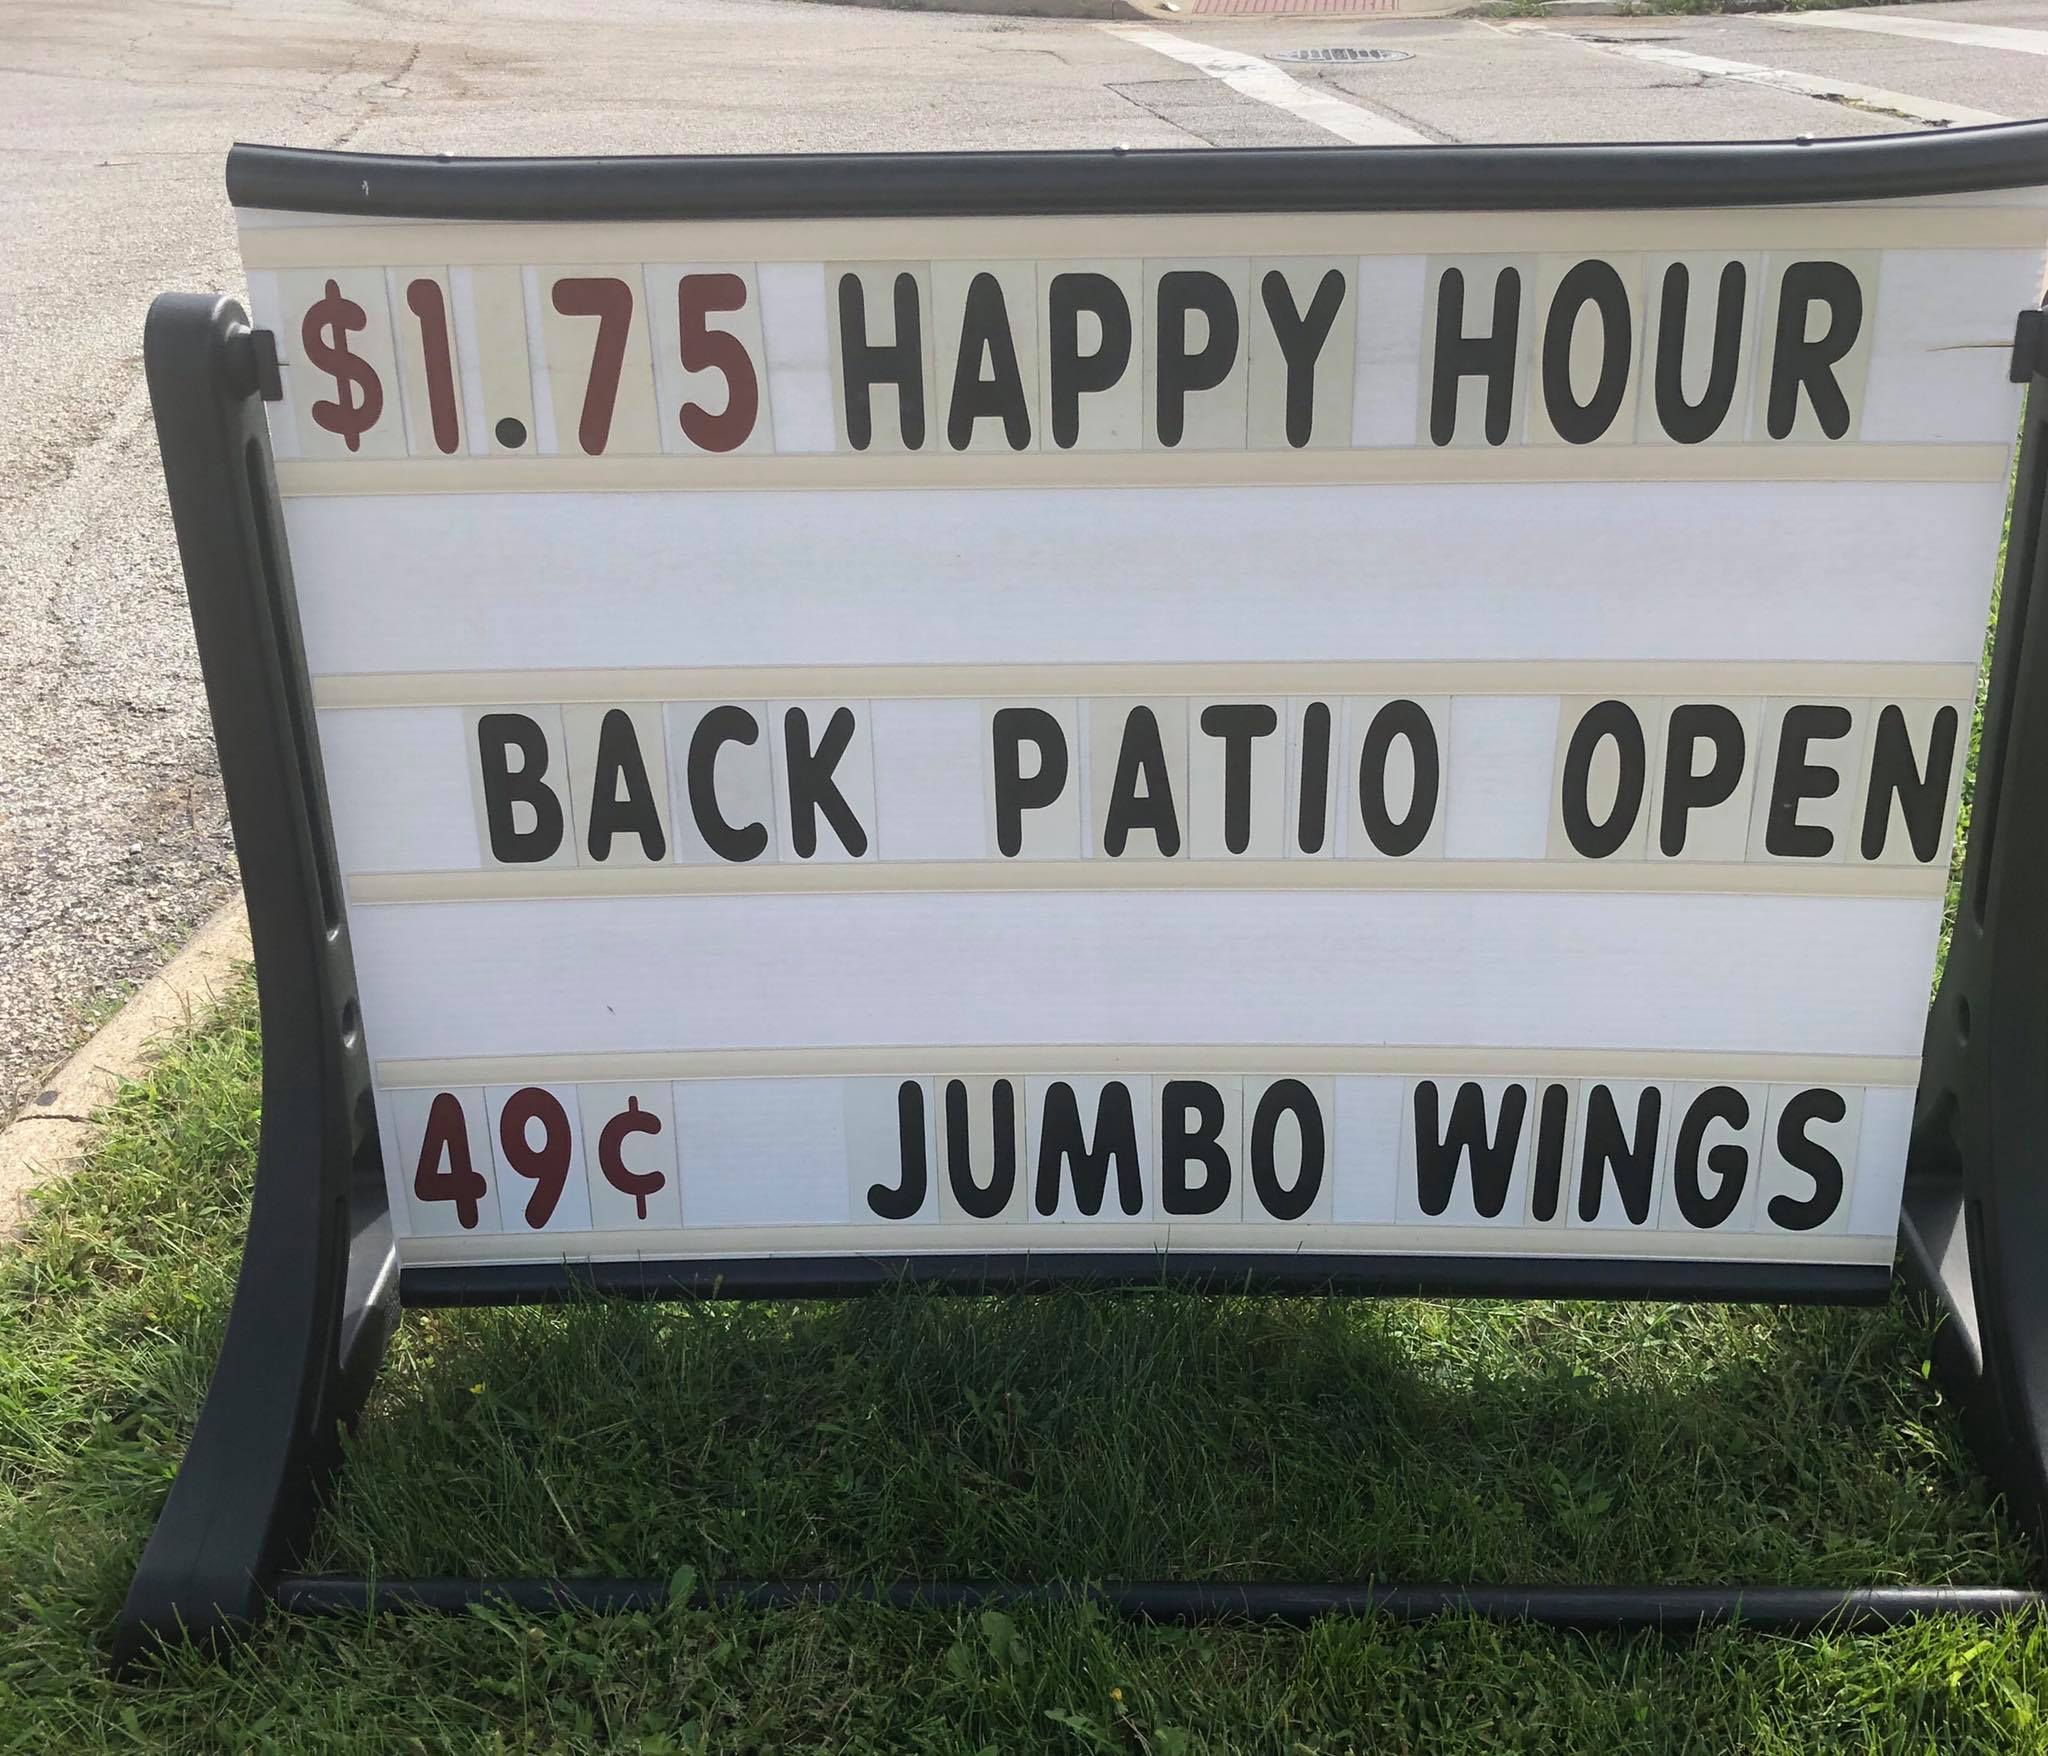 $1.75 HAPPY HOUR
BACK PATIO OPEN
49¢ JUMBO WINGS